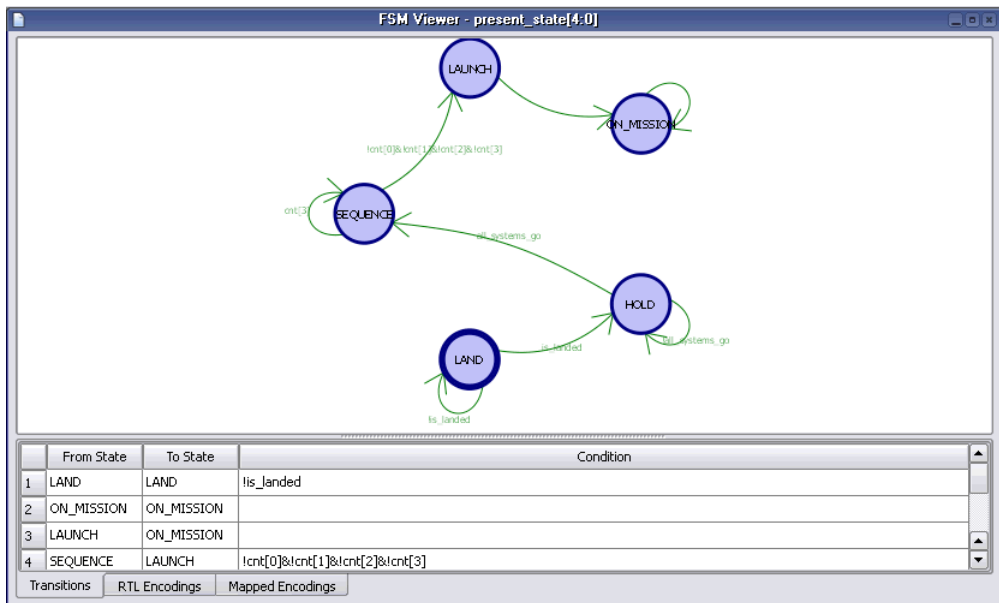 FSM Viewer - present_state[4:0]
LAUNCH
ON_MISSION
!cnt[0]&!cnt[1]&!cnt[2]&!cnt[3]
cnt[3]
SEQUENCE
all_systems_go
HOLD
is_landed
!all_systems_go
LAND
!is_landed
From State To State Condition
1 LAND LAND !is_landed
2 ON_MISSION ON_MISSION
3 LAUNCH ON_MISSION
4 SEQUENCE LAUNCH !cnt[0]&!cnt[1]&!cnt[2]&!cnt[3]
Transitions RTL Encodings Mapped Encodings